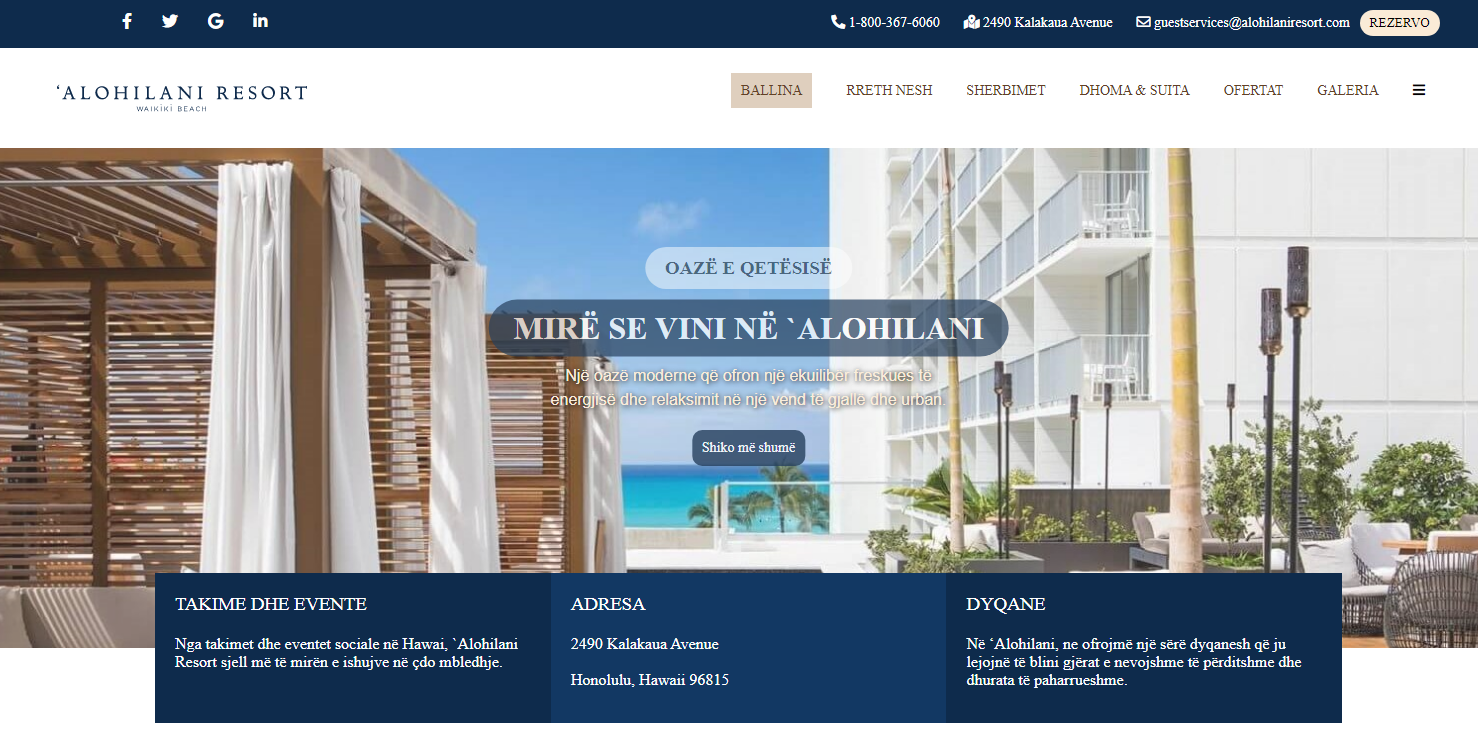 1-800-367-6060 2490 Kalakaua Avenue guestservices@alohilaniresort.com REZERVO
‘ALOHILANI RESORT
WAIKIKI BEACH
BALLINA RRETH NESH SHERBIMET DHOMA & SUITA OFERTAT GALERIA
OAZË E QETËSISË
MIRË SE VINI NË `ALOHILANI
Një oazë moderne që ofron një ekuilibër freskues të
energjisë dhe relaksimit në një vend të gjallë dhe urban.
Shiko më shumë
TAKIME DHE EVENTE
Nga takimet dhe eventet sociale në Hawai, `Alohilani
Resort sjell më të mirën e ishujve në çdo mbledhje.
ADRESA
2490 Kalakaua Avenue
Honolulu, Hawaii 96815
DYQANE
Në ‘Alohilani, ne ofrojmë një sërë dyqanesh që ju
lejojnë të blini gjërat e nevojshme të përditshme dhe
dhurata të paharrueshme.